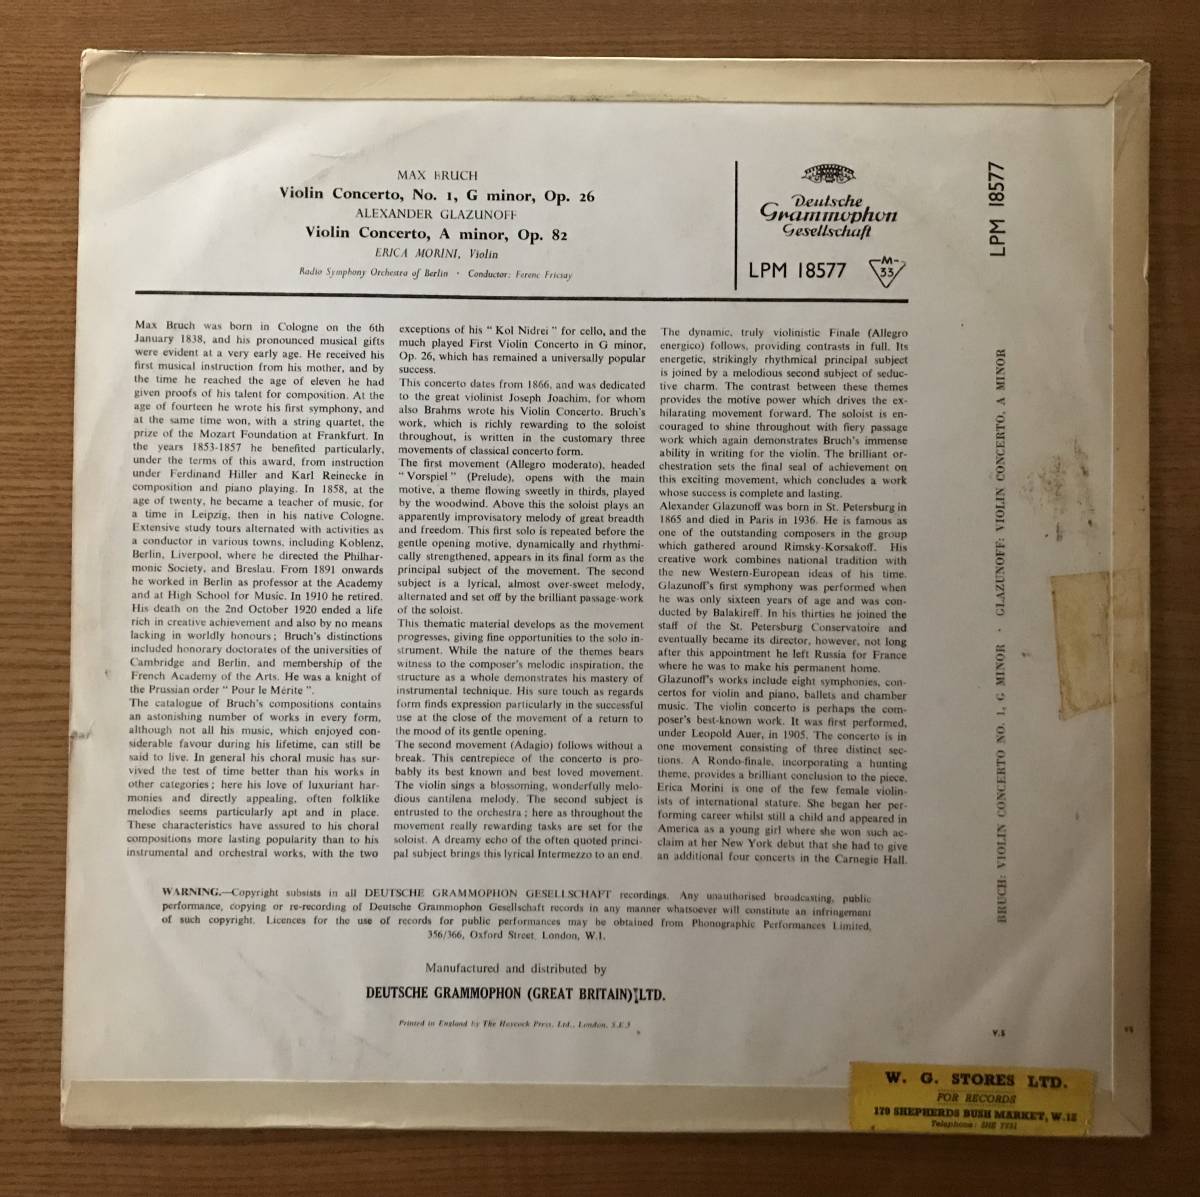 MAX BRUCH
Violin Concerto, No. 1, G minor, Op. 26
ALEXANDER GLAZUNOFF
Violin Concerto, A minor, Op. 82
ERICA MORINI, Violin
Radio Symphony Orchestra of Berlin · Conductor: Ferenc Fricsay
Deutsche
Grammophon
Gesellschaft
LPM 18577
M-
33
Max Bruch was born in Cologne on the 6th
January 1838, and his pronounced musical gifts
were evident at a very early age. He received his
first musical instruction from his mother, and by
the time he reached the age of eleven he had
given proofs of his talent for composition. At the
age of fourteen he wrote his first symphony, and
at the same time won, with a string quartet, the
prize of the Mozart Foundation at Frankfurt. In
the years 1853-1857 he benefited particularly,
under the terms of this award, from instruction
under Ferdinand Hiller and Karl Reinecke in
composition and piano playing. In 1858, at the
age of twenty, he became a teacher of music, for
a time in Leipzig, then in his native Cologne.
Extensive study tours alternated with activities as
a conductor in various towns, including Koblenz,
Berlin, Liverpool, where he directed the Philhar-
monic Society, and Breslau. From 1891 onwards
he worked in Berlin as professor at the Academy
and at High School for Music. In 1910 he retired.
His death on the 2nd October 1920 ended a life
rich in creative achievement and also by no means
lacking in worldly honours; Bruch's distinctions
included honorary doctorates of the universities of
Cambridge and Berlin, and membership of the
French Academy of the Arts. He was a knight of
the Prussian order " Pour le Mérite ".
The catalogue of Bruch's compositions contains
an astonishing number of works in every form,
although not all his music, which enjoyed con-
siderable favour during his lifetime, can still be
said to live. In general his choral music has sur-
vived the test of time better than his works in
other categories; here his love of luxuriant har-
monies and directly appealing, often folklike
melodies seems particularly apt and in place.
These characteristics have assured to his choral
compositions more lasting popularity than to his
instrumental and orchestral works, with the two
exceptions of his " Kol Nidrei " for cello, and the
much played First Violin Concerto in G minor,
Op. 26, which has remained a universally popular
success.
This concerto dates from 1866, and was dedicated
to the great violinist Joseph Joachim, for whom
also Brahms wrote his Violin Concerto. Bruch's
work, which is richly rewarding to the soloist
throughout, is written in the customary three
movements of classical concerto form.
The first movement (Allegro moderato), headed
" Vorspiel " (Prelude), opens with the main
motive, a theme flowing sweetly in thirds, played
by the woodwind. Above this the soloist plays an
apparently improvisatory melody of great breadth
and freedom. This first solo is repeated before the
gentle opening motive, dynamically and rhythmi-
cally strengthened, appears in its final form as the
principal subject of the movement. The second
subject is a lyrical, almost over-sweet melody,
alternated and set off by the brilliant passage-work
of the soloist.
This thematic material develops as the movement
progresses, giving fine opportunities to the solo in-
strument. While the nature of the themes bears
witness to the composer's melodic inspiration, the
structure as a whole demonstrates his mastery of
instrumental technique. His sure touch as regards
form finds expression particularly in the successful
use at the close of the movement of a return to
the mood of its gentle opening.
The second movement (Adagio) follows without a
break. This centrepiece of the concerto is pro-
bably its best known and best loved movement.
The violin sings a blossoming, wonderfully melo-
dious cantilena melody. The second subject is
entrusted to the orchestra; here as throughout the
movement really rewarding tasks are set for the
soloist. A dreamy echo of the often quoted princi-
pal subject brings this lyrical Intermezzo to an end.
The dynamic, truly violinistic Finale (Allegro
energico) follows, providing contrasts in full. Its
energetic, strikingly rhythmical principal subject
is joined by a melodious second subject of seduc-
tive charm. The contrast between these themes
provides the motive power which drives the ex-
hilarating movement forward. The soloist is en-
couraged to shine throughout with fiery passage
work which again demonstrates Bruch's immense
ability in writing for the violin. The brilliant or-
chestration sets the final seal of achievement on
this exciting movement, which concludes a work
whose success is complete and lasting.
Alexander Glazunoff was born in St. Petersburg in
1865 and died in Paris in 1936. He is famous as
one of the outstanding composers in the group
which gathered around Rimsky-Korsakoff. His
creative work combines national tradition with
the new Western-European ideas of his time.
Glazunoff's first symphony was performed when
he was only sixteen years of age and was con-
ducted by Balakireff. In his thirties he joined the
staff of the St. Petersburg Conservatoire and
eventually became its director, however, not long
after this appointment he left Russia for France
where he was to make his permanent home.
Glazunoff's works include eight symphonies, con-
certos for violin and piano, ballets and chamber
music. The violin concerto is perhaps the com-
poser's best-known work. It was first performed,
under Leopold Auer, in 1905. The concerto is in
one movement consisting of three distinct sec-
tions. A Rondo-finale, incorporating a hunting
theme, provides a brilliant conclusion to the piece.
Erica Morini is one of the few female violin-
ists of international stature. She began her per-
forming career whilst still a child and appeared in
America as a young girl where she won such ac-
claim at her New York debut that she had to give
an additional four concerts in the Carnegie Hall.
WARNING.—Copyright subsists in all DEUTSCHE GRAMMOPHON GESELLSCHAFT recordings. Any unauthorised broadcasting, public
performance, copying or re-recording of Deutsche Grammophon Gesellschaft records in any manner whatsoever will constitute an infringement
of such copyright. Licences for the use of records for public performances may be obtained from Phonographic Performances Limited,
356/366, Oxford Street, London, W.1.
Manufactured and distributed by
DEUTSCHE GRAMMOPHON (GREAT BRITAIN) LTD.
Printed in England by The Haycock Press, Ltd., London, S.E.5
LPM 18577
BRUCH: VIOLIN CONCERTO NO. 1, G MINOR · GLAZUNOFF: VIOLIN CONCERTO, A MINOR
V.S
W. G. STORES LTD.
FOR RECORDS
179 SHEPHERDS BUSH MARKET, W.12
Telephone: SHE